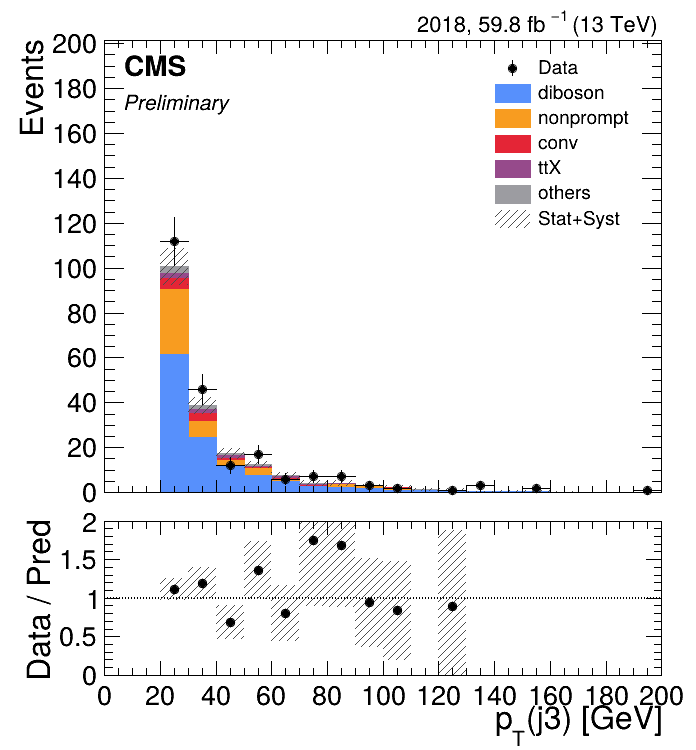 2018, 59.8 fb⁻¹ (13 TeV)
CMS
Preliminary
Data
diboson
nonprompt
conv
ttX
others
Stat+Syst
Events
200
180
160
140
120
100
80
60
40
20
0
Data / Pred
2
1.5
1
0.5
0
0 20 40 60 80 100 120 140 160 180 200
p_T(j3) [GeV]